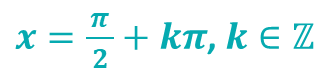 x = π/2 + kπ, k ∈ ℤ